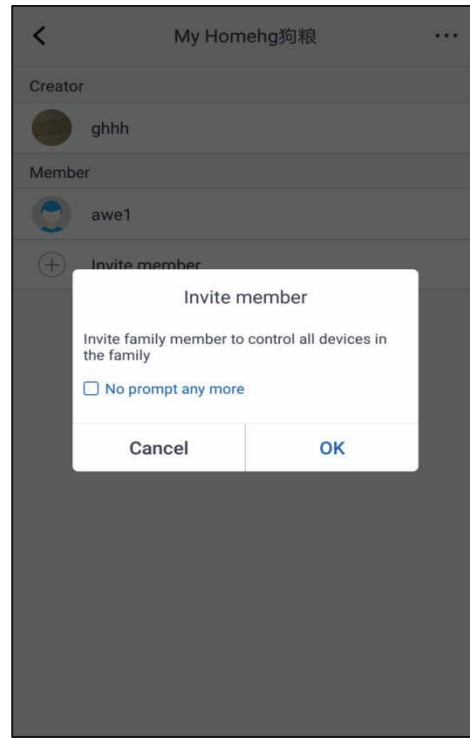 My Homehg狗粮
Creator
ghhh
Member
awe1
Invite member
Invite member
Invite family member to control all devices in
the family
No prompt any more
Cancel OK